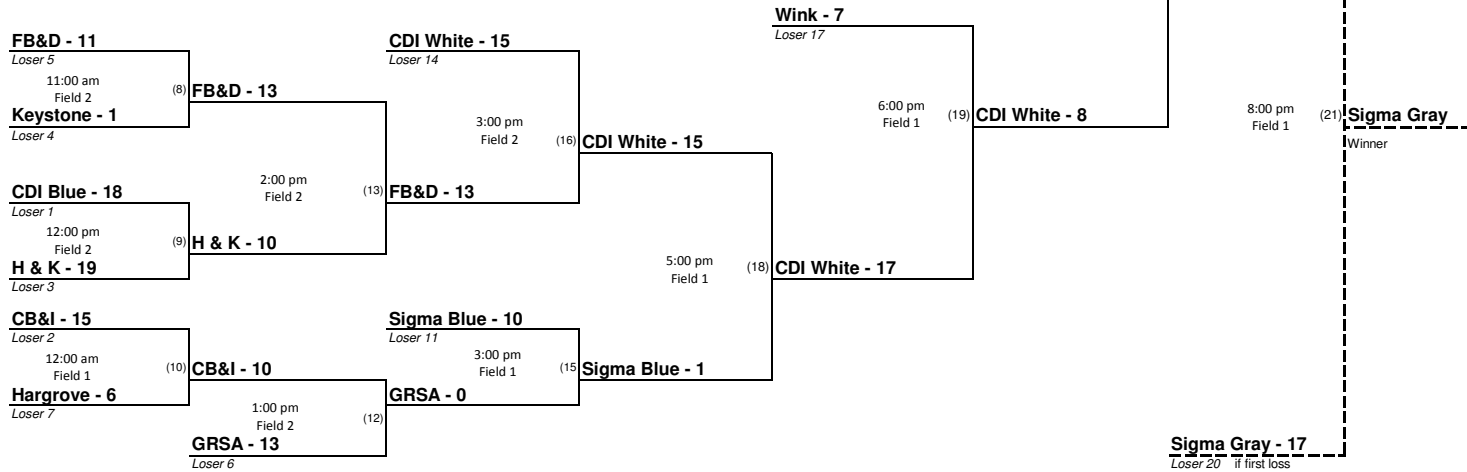 Wink - 7
Loser 17
FB&D - 11
Loser 5
CDI White - 15
Loser 14
11:00 am
Field 2
(8) FB&D - 13
Keystone - 1
Loser 4
3:00 pm
Field 2
(16) CDI White - 15
6:00 pm
Field 1
(19) CDI White - 8
8:00 pm
Field 1
(21) Sigma Gray
Winner
CDI Blue - 18
Loser 1
2:00 pm
Field 2
(13) FB&D - 13
12:00 pm
Field 2
(9) H & K - 10
H & K - 19
Loser 3
5:00 pm
Field 1
(18) CDI White - 17
CB&I - 15
Loser 2
Sigma Blue - 10
Loser 11
12:00 am
Field 1
(10) CB&I - 10
3:00 pm
Field 1
(15 Sigma Blue - 1
Hargrove - 6
Loser 7
GRSA - 0
1:00 pm
Field 2
(12)
GRSA - 13
Loser 6
Sigma Gray - 17
Loser 20 if first loss